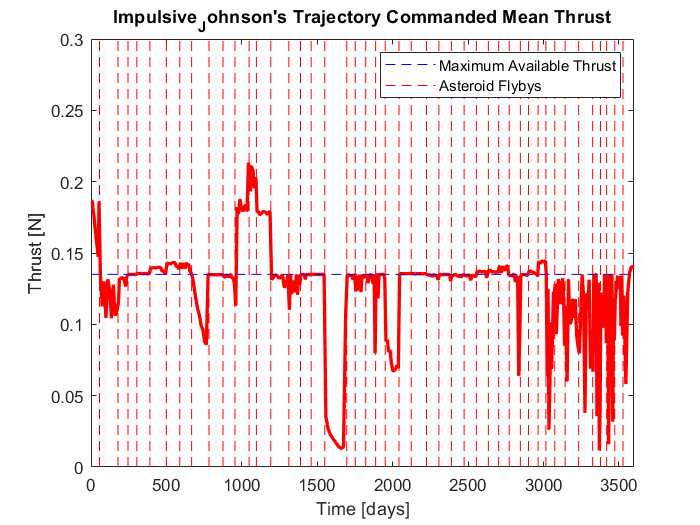 Impulsive_Johnson's Trajectory Commanded Mean Thrust
Maximum Available Thrust
Asteroid Flybys
Thrust [N]
0.3
0.25
0.2
0.15
0.1
0.05
0
0 500 1000 1500 2000 2500 3000 3500
Time [days]